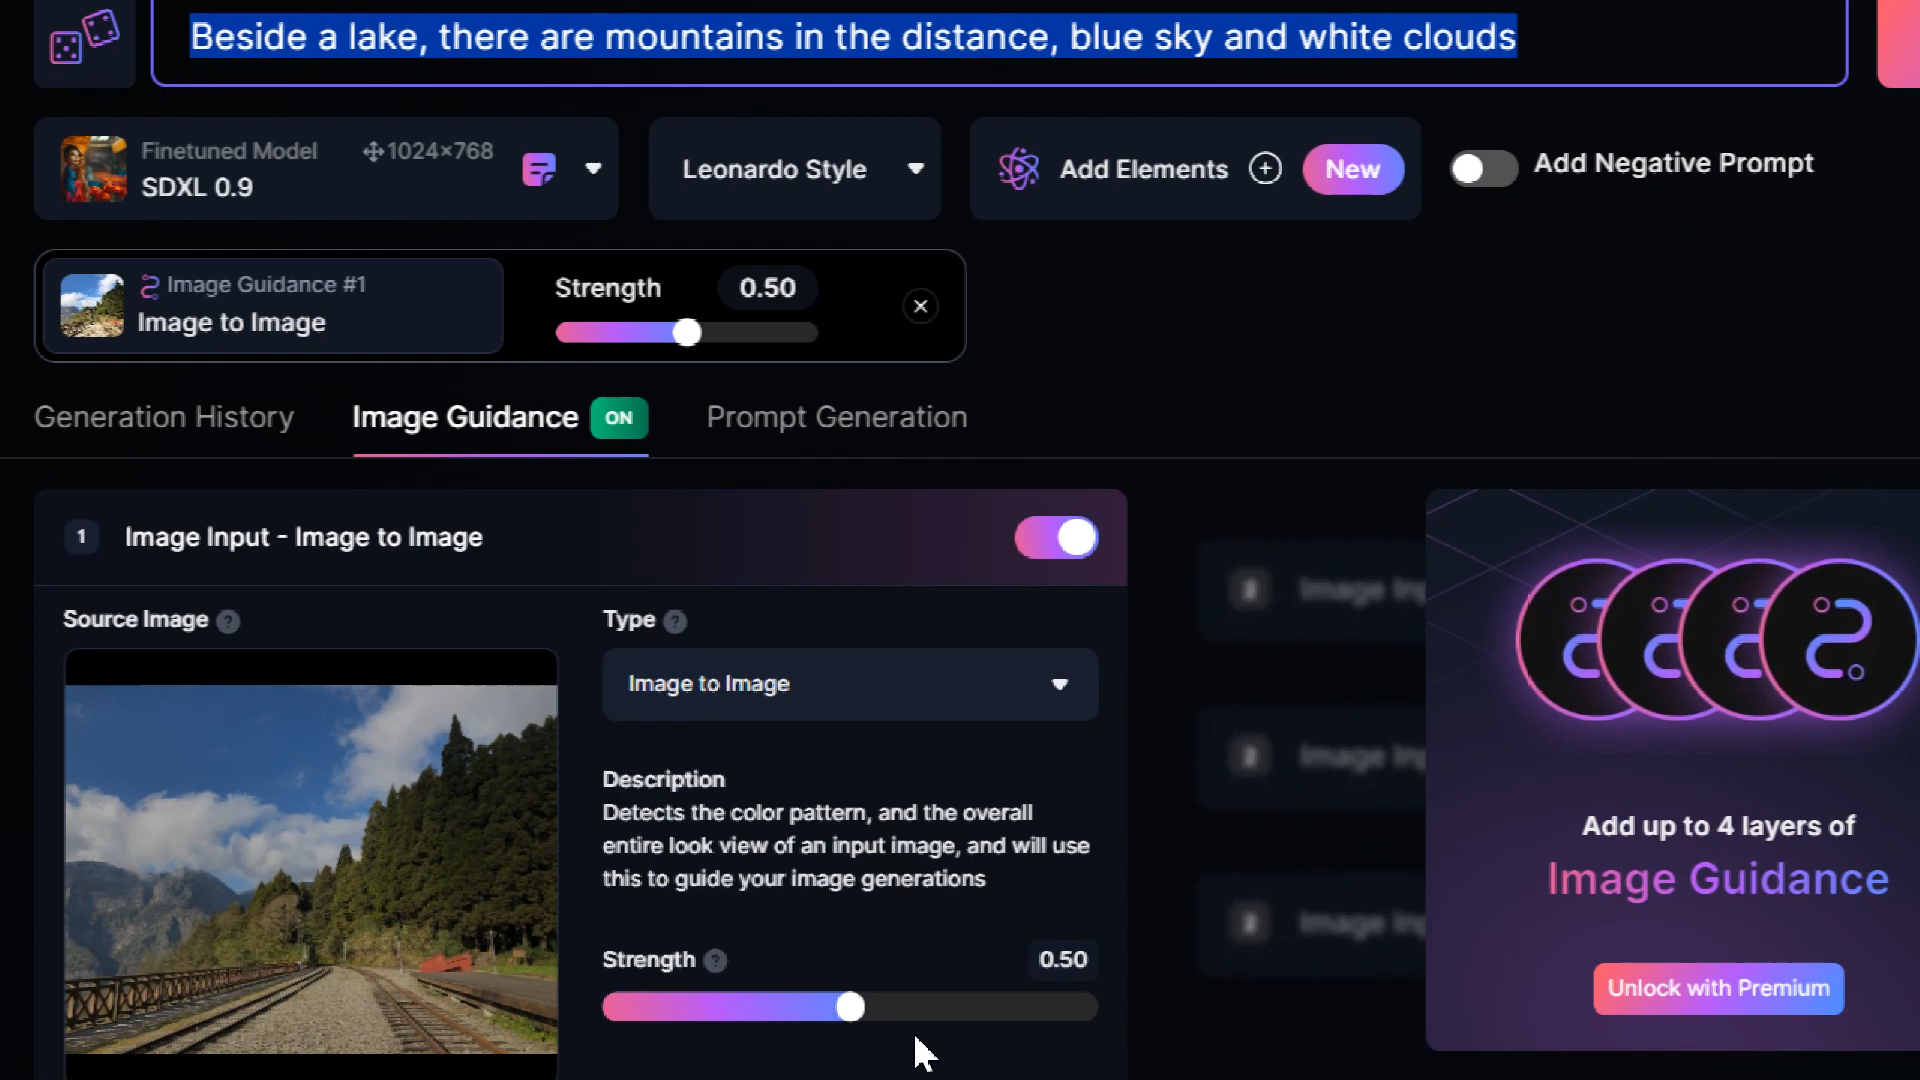 Beside a lake, there are mountains in the distance, blue sky and white clouds
Finetuned Model
1024×768
SDXL 0.9
Leonardo Style
Add Elements
New
Add Negative Prompt
Image Guidance #1
Image to Image
Strength
0.50
Generation History
Image Guidance
ON
Prompt Generation
1
Image Input - Image to Image
Source Image
?
Type
?
Image to Image
Description
Detects the color pattern, and the overall
entire look view of an input image, and will use
this to guide your image generations
Strength
?
0.50
Image
Image
Image
Add up to 4 layers of
Image Guidance
Unlock with Premium